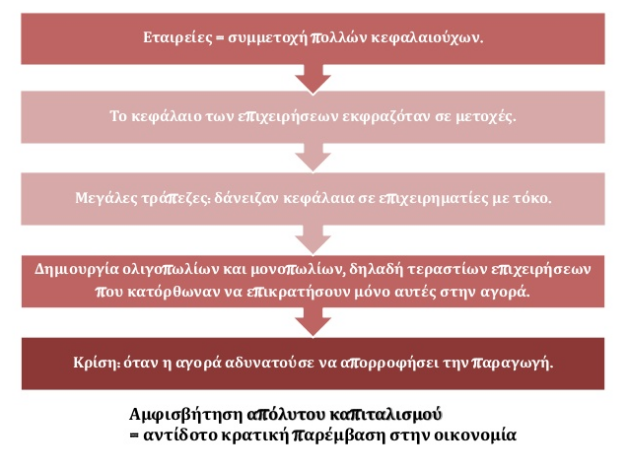 Εταιρείες = συμμετοχή πολλών κεφαλαιούχων.
Το κεφάλαιο των επιχειρήσεων εκφραζόταν σε μετοχές.
Μεγάλες τράπεζες: δάνειζαν κεφάλαια σε επιχειρηματίες με τόκο.
Δημιουργία ολιγοπωλίων και μονοπωλίων, δηλαδή τεραστίων επιχειρήσεων
που κατόρθωναν να επικρατήσουν μόνο αυτές στην αγορά.
Κρίση: όταν η αγορά αδυνατούσε να απορροφήσει την παραγωγή.
Αμφισβήτηση απόλυτου καπιταλισμού
= αντίδοτο κρατική παρέμβαση στην οικονομία